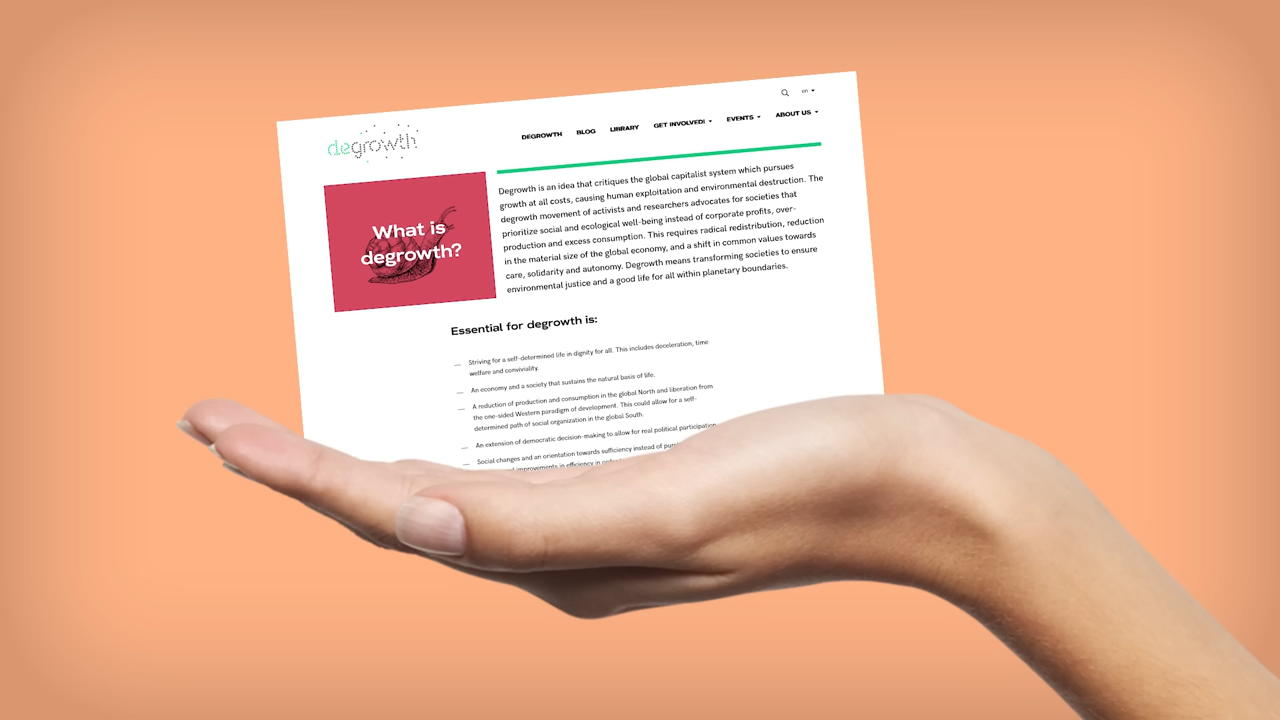 en
degrowth
DEGROWTH BLOG LIBRARY GET INVOLVED! EVENTS ABOUT US
What is
degrowth?
Degrowth is an idea that critiques the global capitalist system which pursues
growth at all costs, causing human exploitation and environmental destruction. The
degrowth movement of activists and researchers advocates for societies that
prioritize social and ecological well-being instead of corporate profits, over-
production and excess consumption. This requires radical redistribution, reduction
in the material size of the global economy, and a shift in common values towards
care, solidarity and autonomy. Degrowth means transforming societies to ensure
environmental justice and a good life for all within planetary boundaries.
Essential for degrowth is:
— Striving for a self-determined life in dignity for all. This includes deceleration, time
welfare and conviviality.
— An economy and a society that sustains the natural basis of life.
— A reduction of production and consumption in the global North and liberation from
the one-sided Western paradigm of development. This could allow for a self-
determined path of social organization in the global South.
— An extension of democratic decision-making to allow for real political participation.
— Social changes and an orientation towards sufficiency instead of
improvements in efficiency in